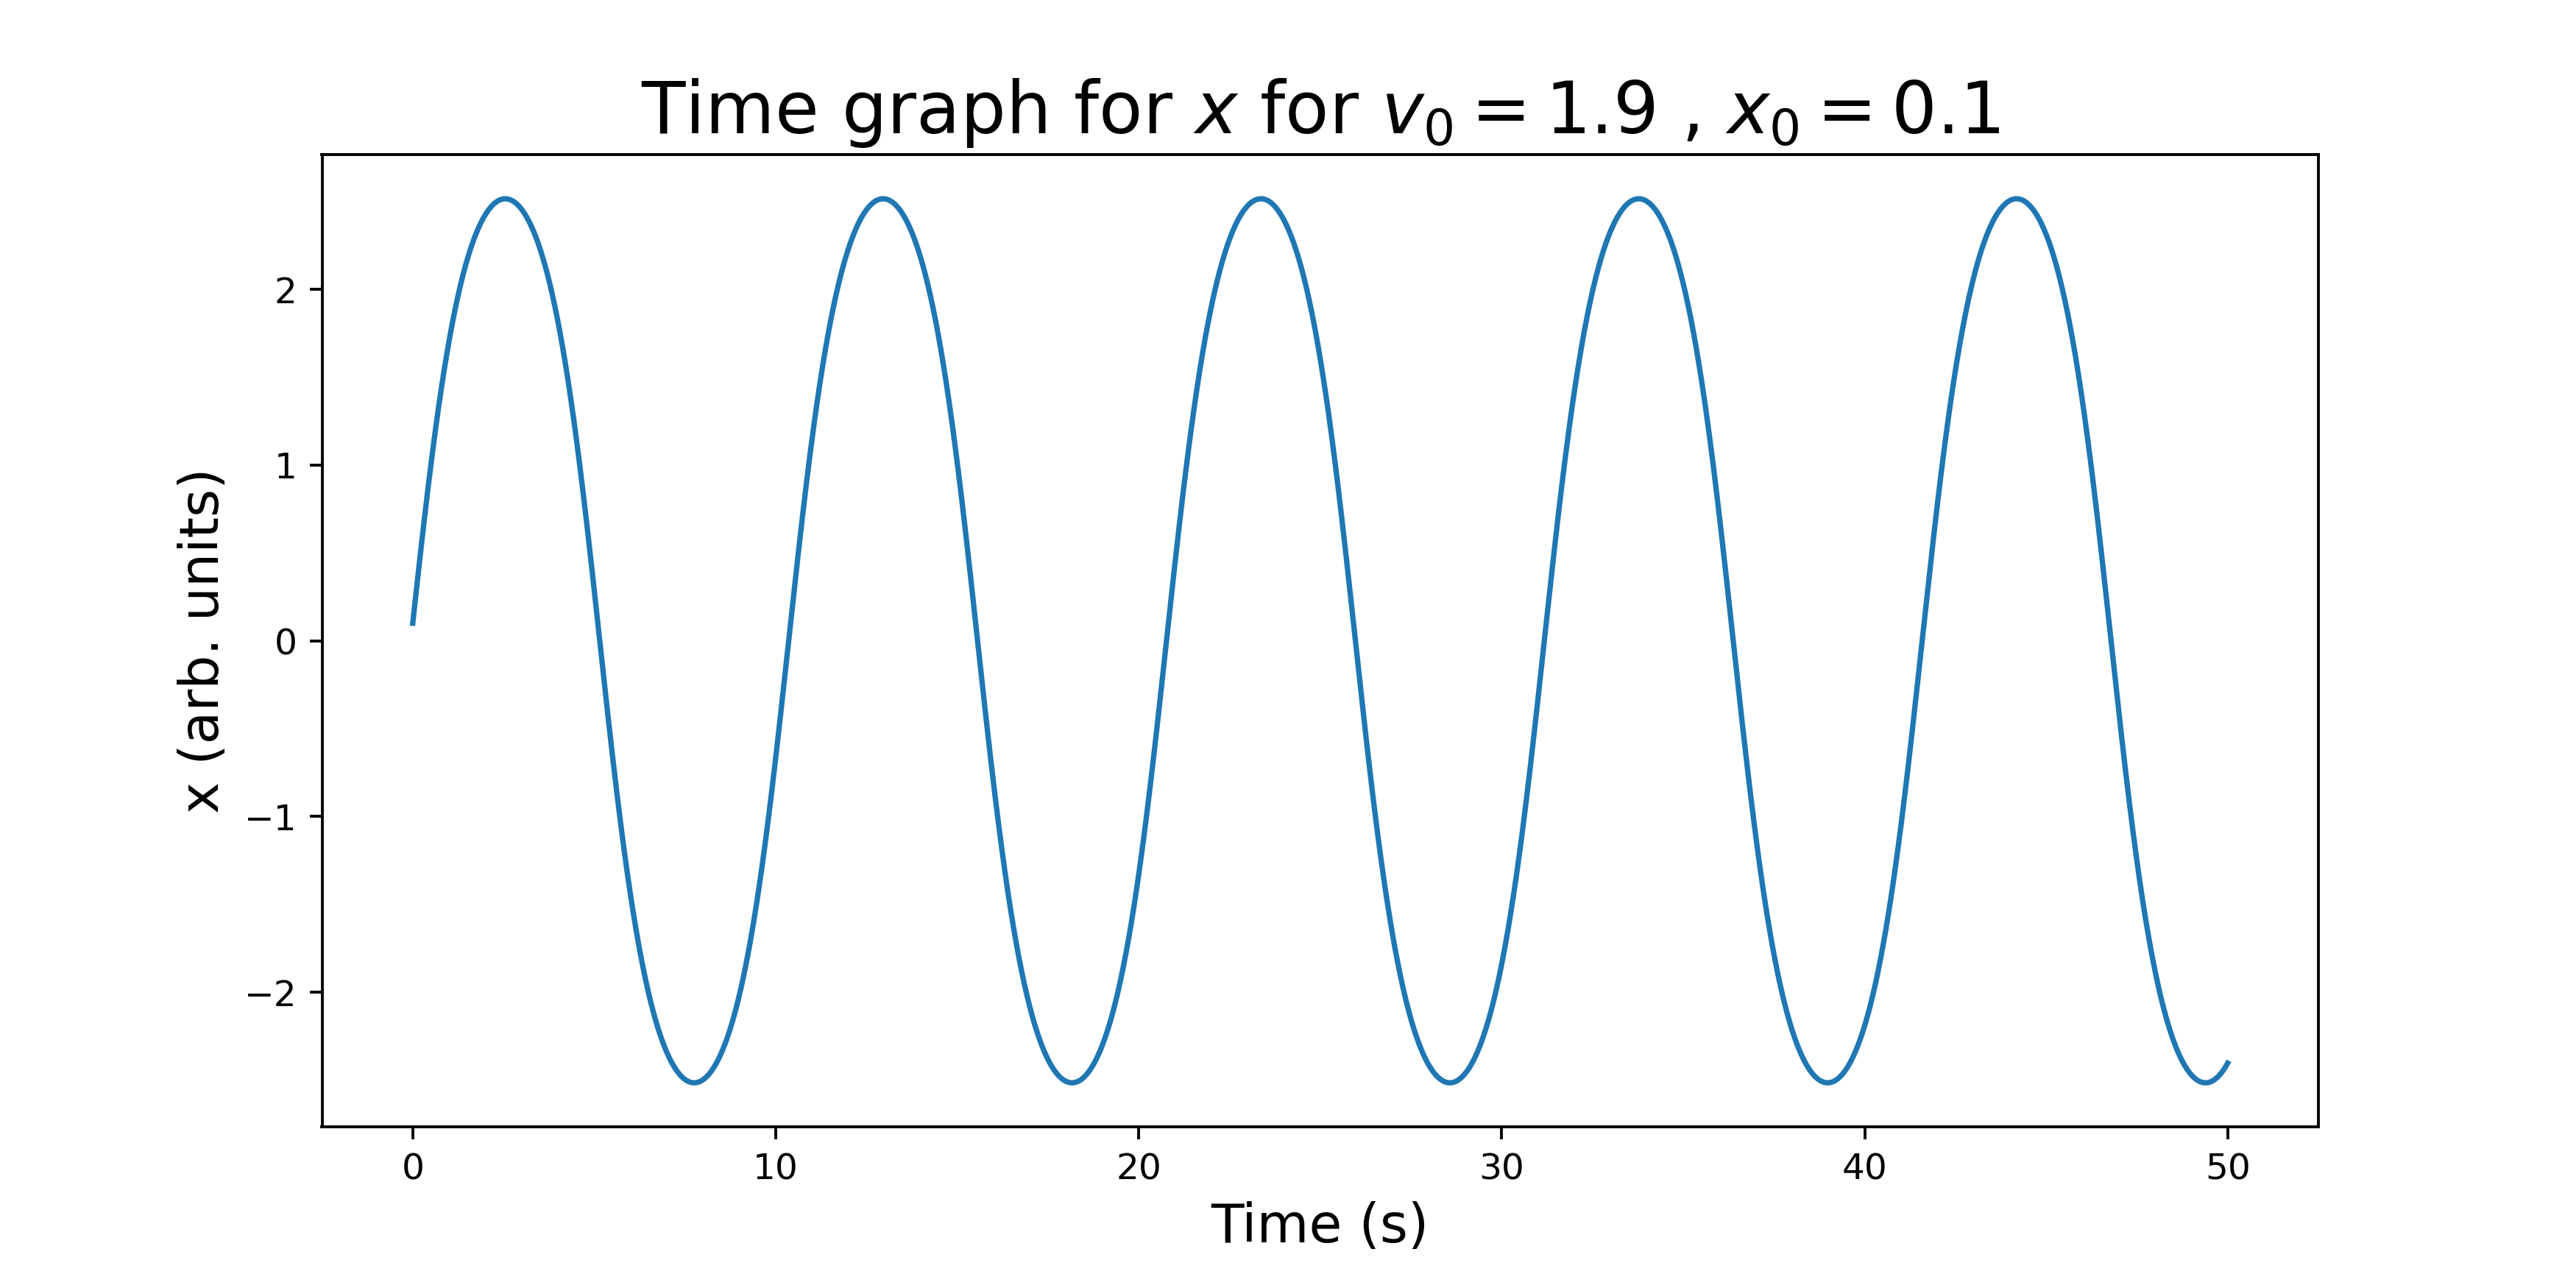 Time graph for x for v₀ = 1.9 , x₀ = 0.1
x (arb. units)
2
1
0
−1
−2
0 10 20 30 40 50
Time (s)